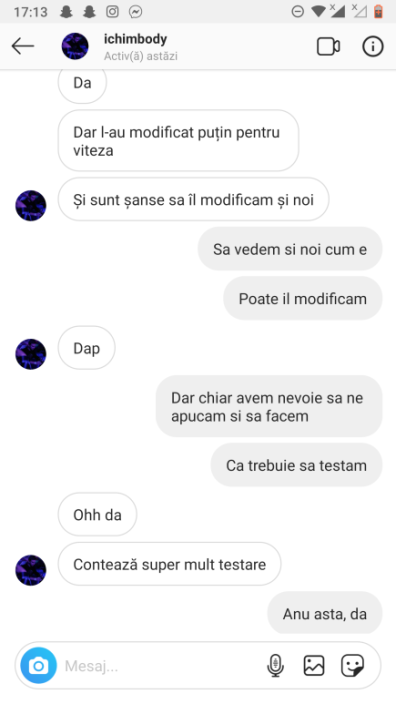 17:13
ichimbody
Activ(ă) astăzi
Da
Dar l-au modificat puțin pentru
viteza
Și sunt șanse sa îl modificam și noi
Sa vedem si noi cum e
Poate il modificam
Dap
Dar chiar avem nevoie sa ne
apucam si sa facem
Ca trebuie sa testam
Ohh da
Contează super mult testare
Anu asta, da
Mesaj...